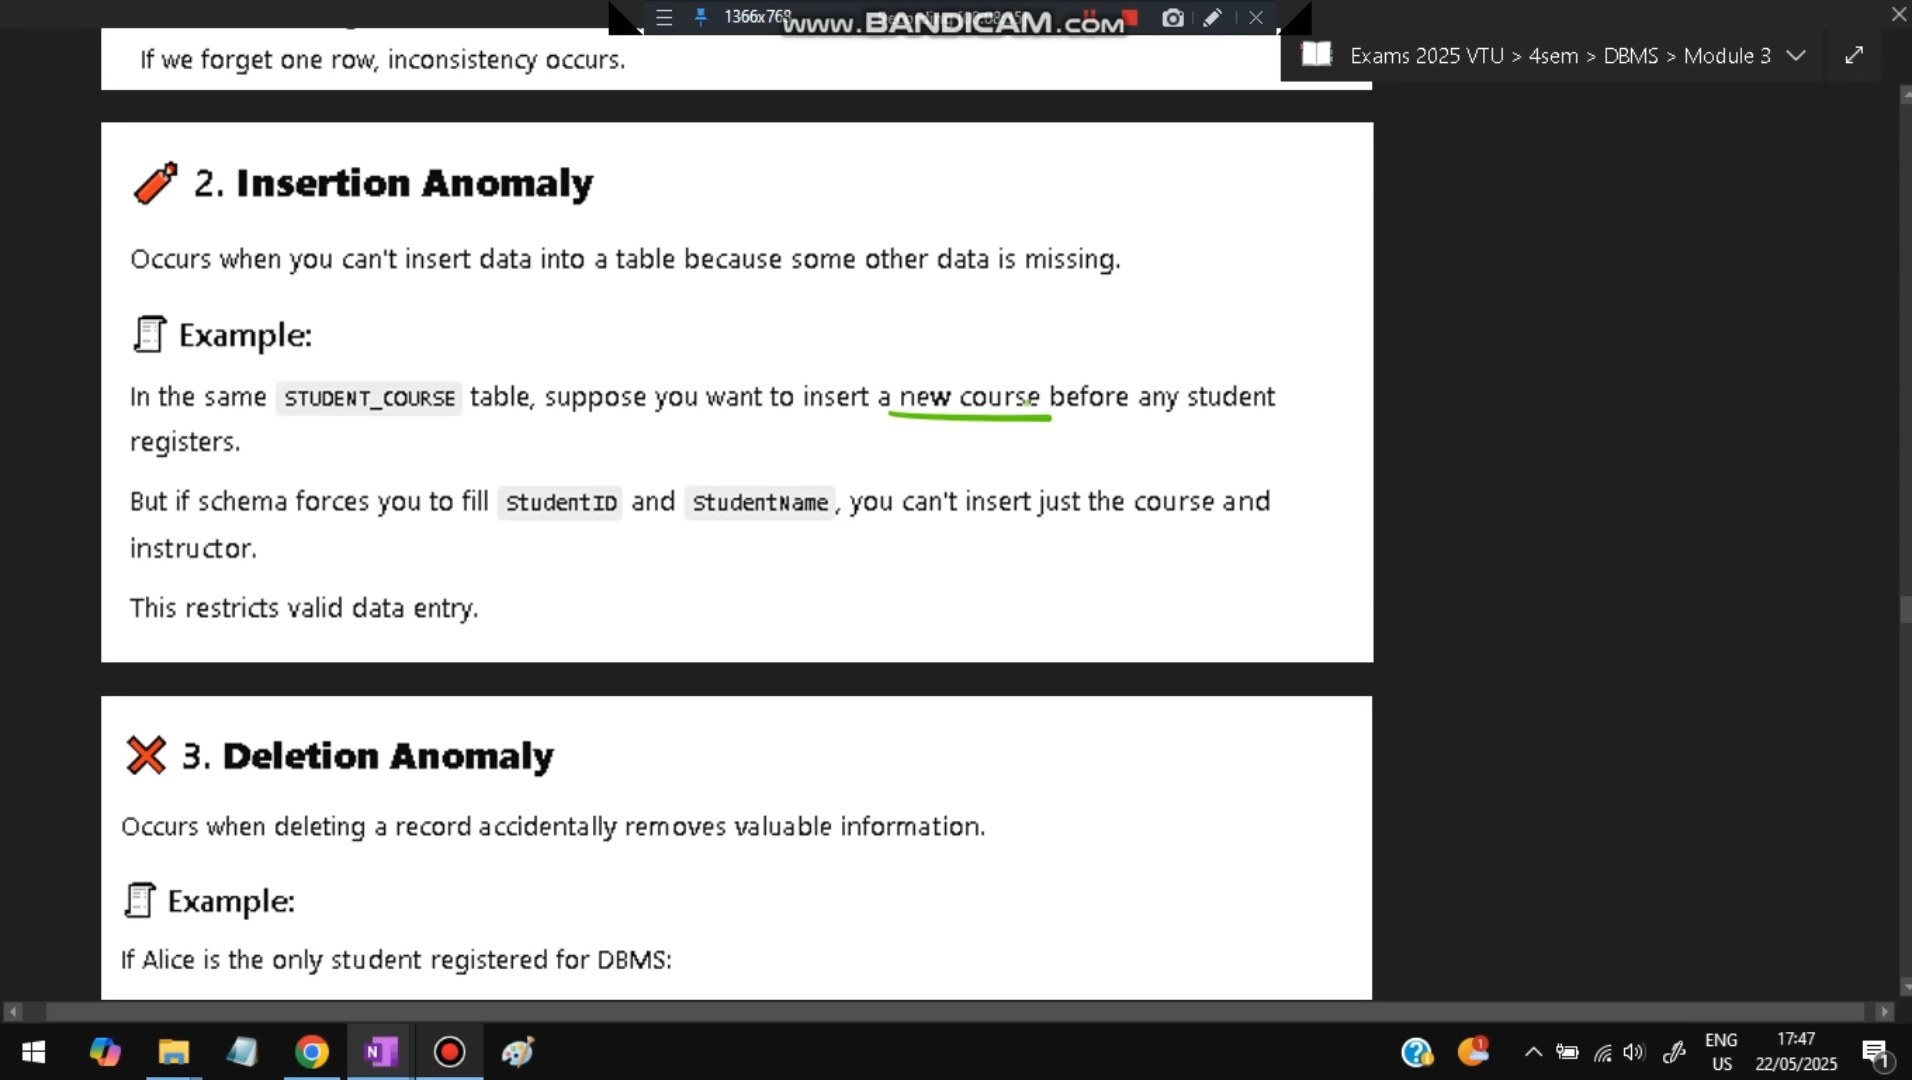 1366x768
www.BANDICAM.com
If we forget one row, inconsistency occurs.
Exams 2025 VTU > 4sem > DBMS > Module 3
2. Insertion Anomaly
Occurs when you can't insert data into a table because some other data is missing.
Example:
In the same STUDENT_COURSE table, suppose you want to insert a new course before any student
registers.
But if schema forces you to fill StudentID and StudentName, you can't insert just the course and
instructor.
This restricts valid data entry.
3. Deletion Anomaly
Occurs when deleting a record accidentally removes valuable information.
Example:
If Alice is the only student registered for DBMS:
N
1
ENG
US
17:47
22/05/2025
1